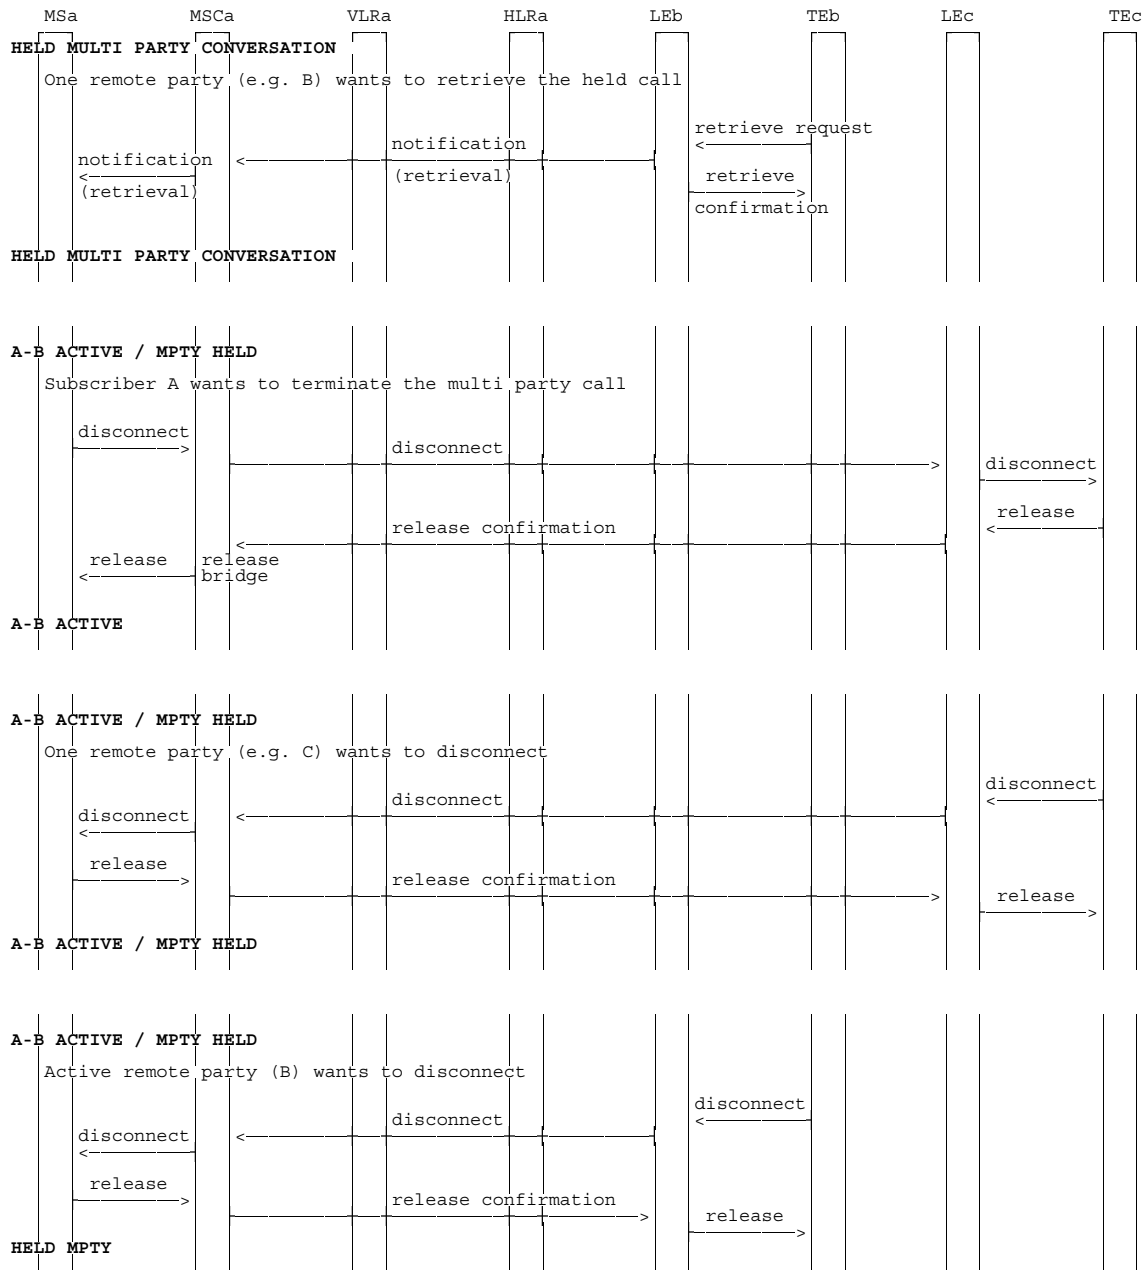 MSa MSCa VLRa HLRa LEb TEb LEc TEc
HELD MULTI PARTY CONVERSATION
One remote party (e.g. B) wants to retrieve the held call
retrieve request
notification
notification
(retrieval)
retrieve
(retrieval)
confirmation
HELD MULTI PARTY CONVERSATION
A-B ACTIVE / MPTY HELD
Subscriber A wants to terminate the multi party call
disconnect
disconnect
disconnect
release
release confirmation
release release
bridge
A-B ACTIVE
A-B ACTIVE / MPTY HELD
One remote party (e.g. C) wants to disconnect
disconnect
disconnect
disconnect
release
release confirmation
release
A-B ACTIVE / MPTY HELD
A-B ACTIVE / MPTY HELD
Active remote party (B) wants to disconnect
disconnect
disconnect
disconnect
release
release confirmation
release
HELD MPTY